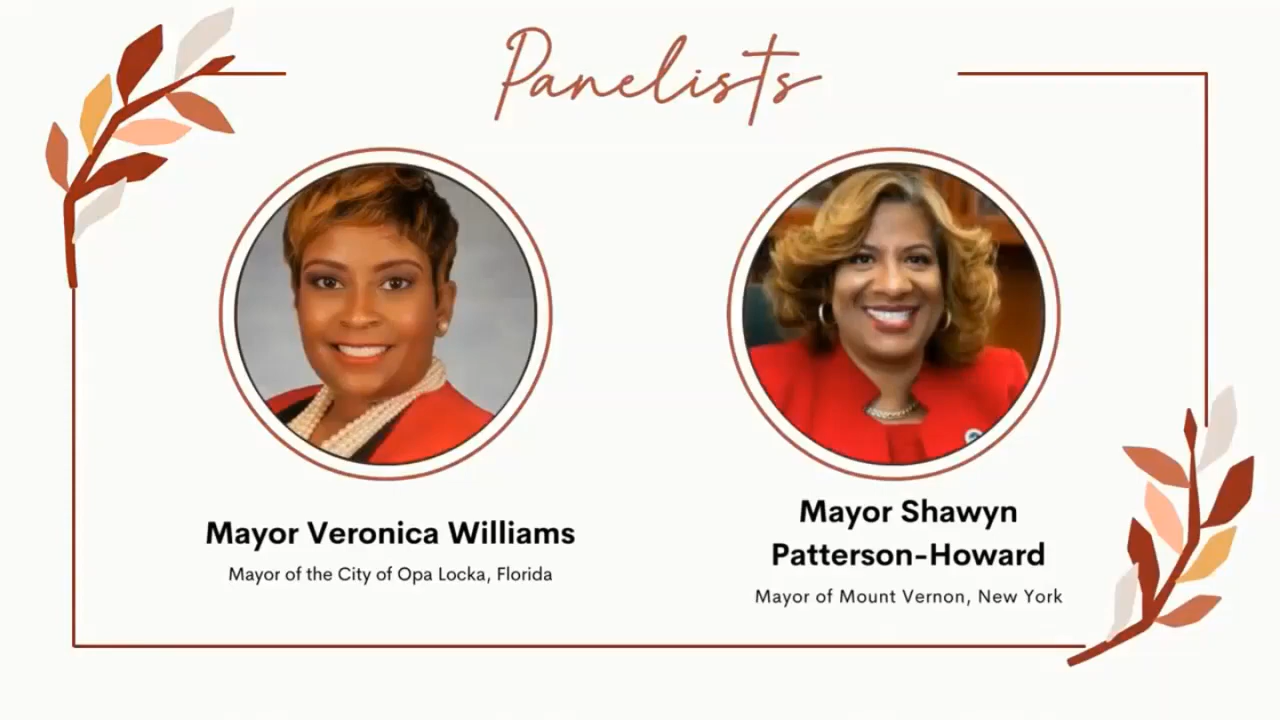 Panelists
Mayor Veronica Williams
Mayor of the City of Opa Locka, Florida
Mayor Shawyn
Patterson-Howard
Mayor of Mount Vernon, New York